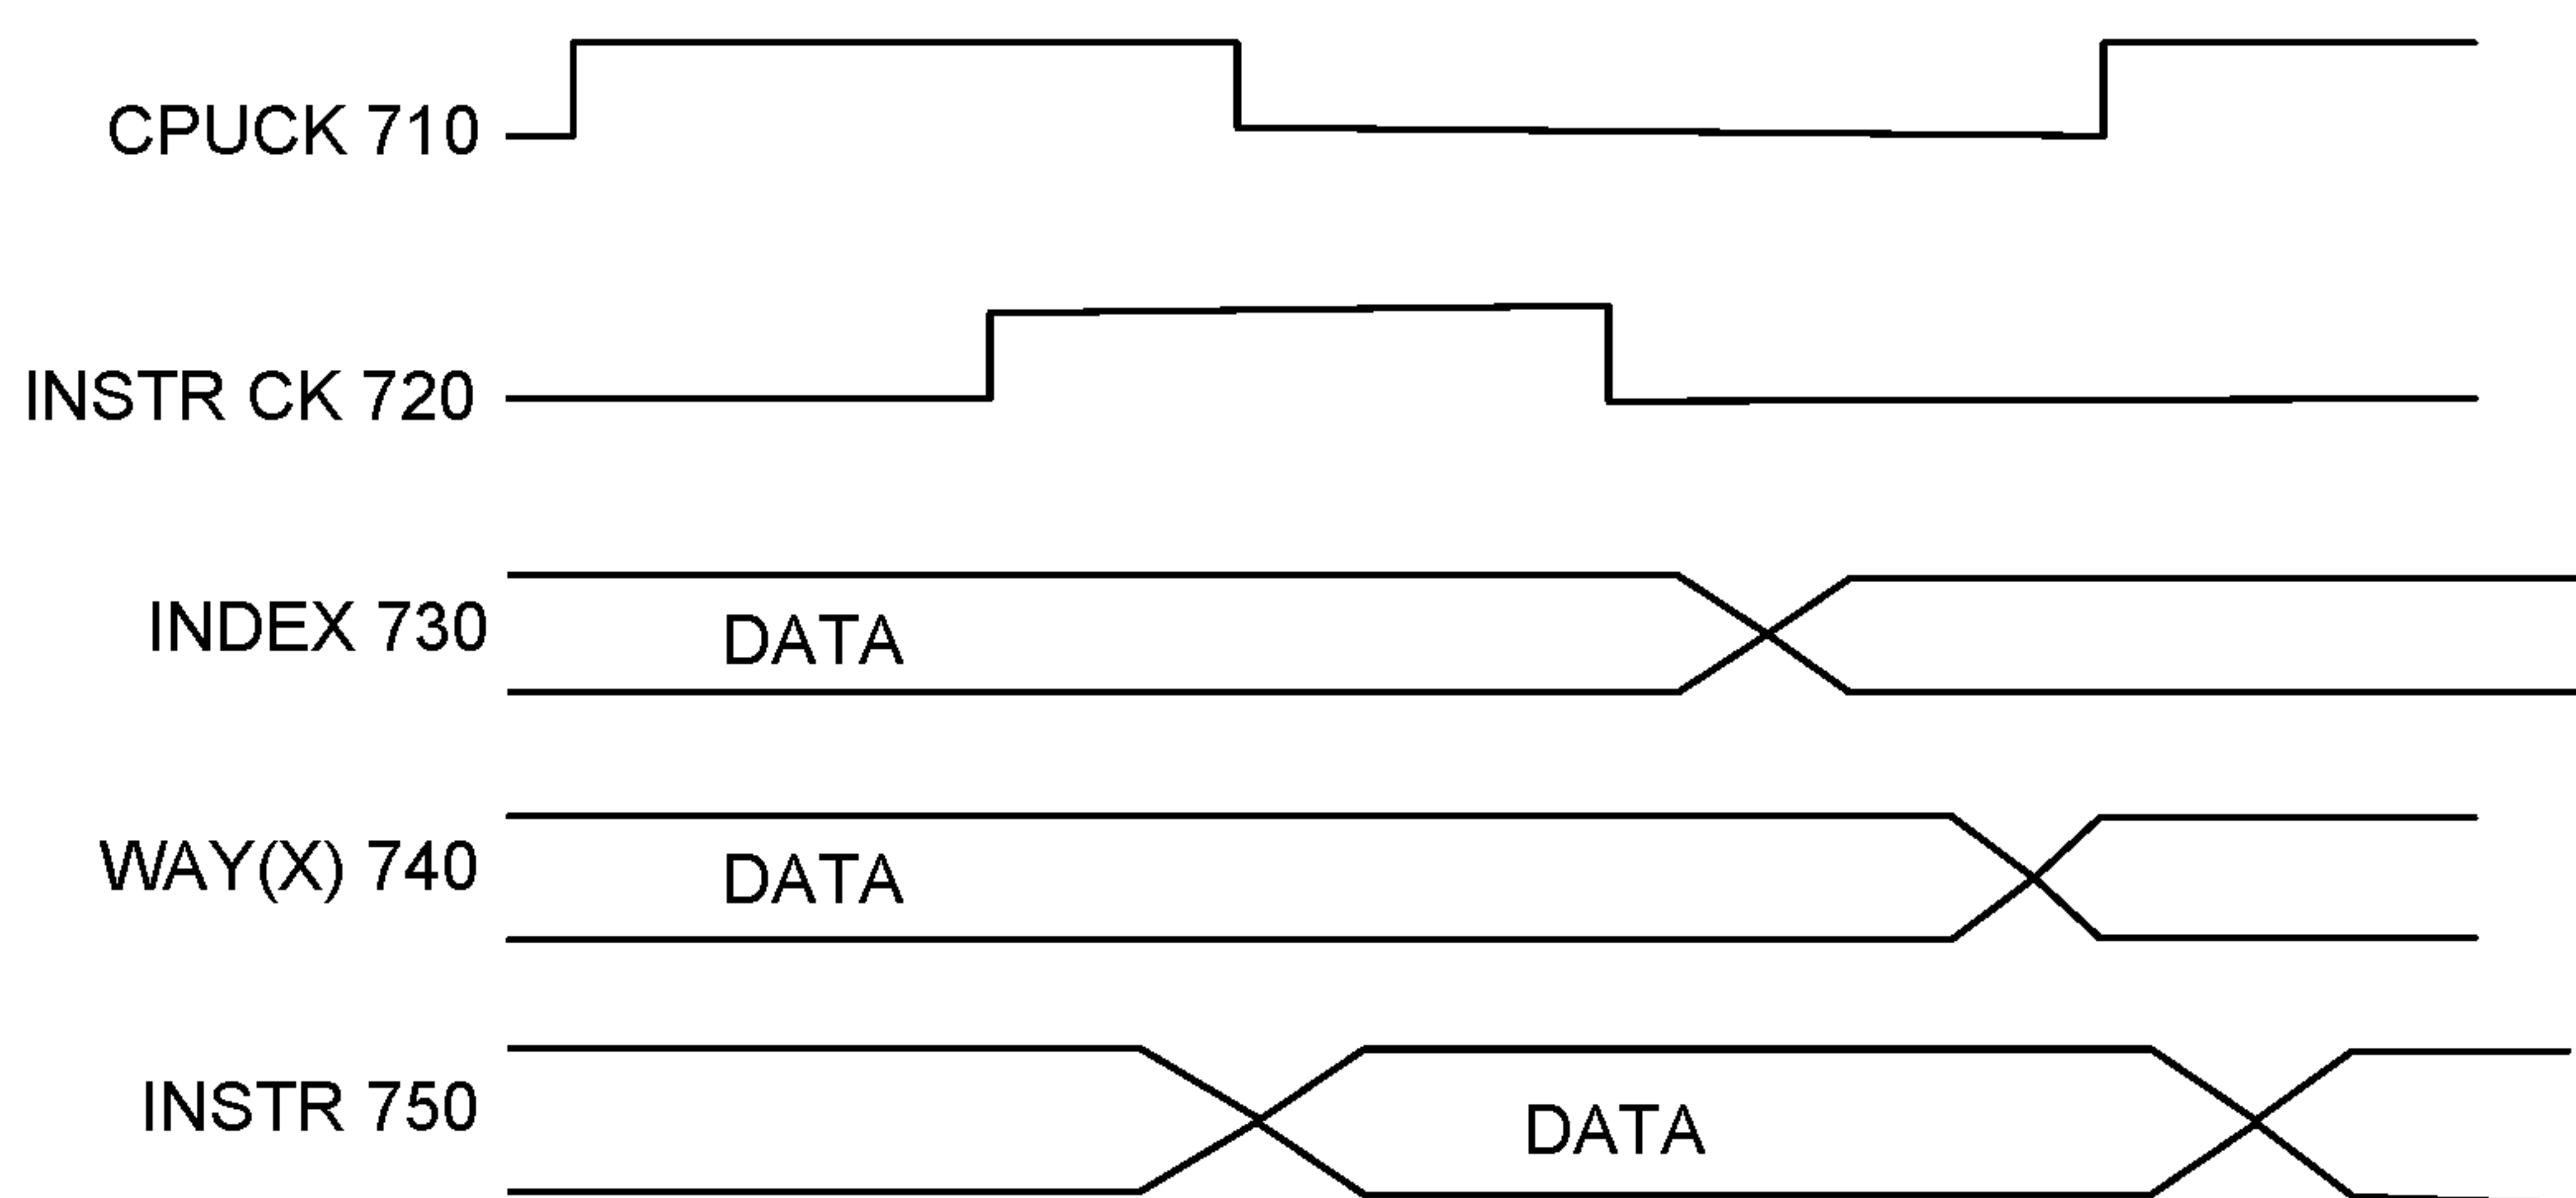 CPUCK 710
INSTR CK 720
INDEX 730
DATA
WAY(X) 740
DATA
INSTR 750
DATA